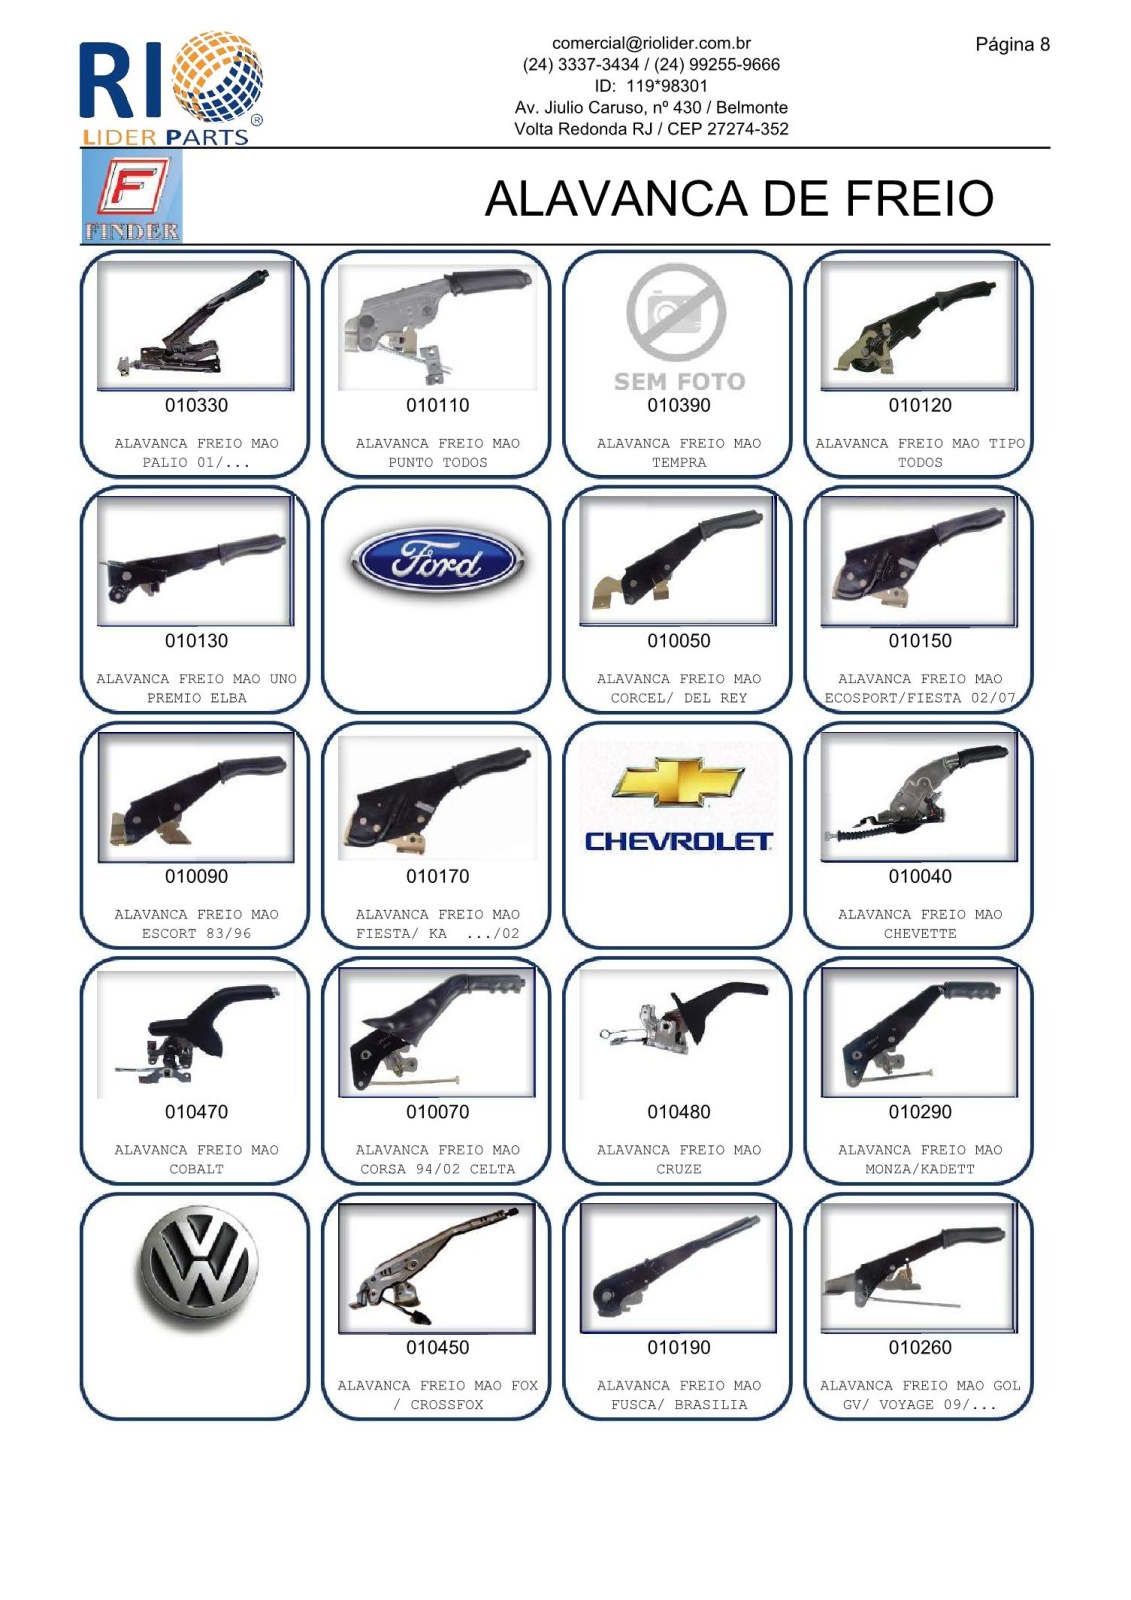 RIO
LIDER PARTS
®
comercial@riolider.com.br
(24) 3337-3434 / (24) 99255-9666
ID:  119*98301
Av. Jiulio Caruso, nº 430 / Belmonte
Volta Redonda RJ / CEP 27274-352
Página 8
F
FINDER
ALAVANCA DE FREIO
010330
ALAVANCA FREIO MAO
PALIO 01/...
010110
ALAVANCA FREIO MAO
PUNTO TODOS
SEM FOTO
010390
ALAVANCA FREIO MAO
TEMPRA
010120
ALAVANCA FREIO MAO TIPO
TODOS
010130
ALAVANCA FREIO MAO UNO
PREMIO ELBA
Ford
010050
ALAVANCA FREIO MAO
CORCEL/ DEL REY
010150
ALAVANCA FREIO MAO
ECOSPORT/FIESTA 02/07
010090
ALAVANCA FREIO MAO
ESCORT 83/96
010170
ALAVANCA FREIO MAO
FIESTA/ KA  .../02
CHEVROLET
010040
ALAVANCA FREIO MAO
CHEVETTE
010470
ALAVANCA FREIO MAO
COBALT
010070
ALAVANCA FREIO MAO
CORSA 94/02 CELTA
010480
ALAVANCA FREIO MAO
CRUZE
010290
ALAVANCA FREIO MAO
MONZA/KADETT
VW
010450
ALAVANCA FREIO MAO FOX
/ CROSSFOX
010190
ALAVANCA FREIO MAO
FUSCA/ BRASILIA
010260
ALAVANCA FREIO MAO GOL
GV/ VOYAGE 09/...